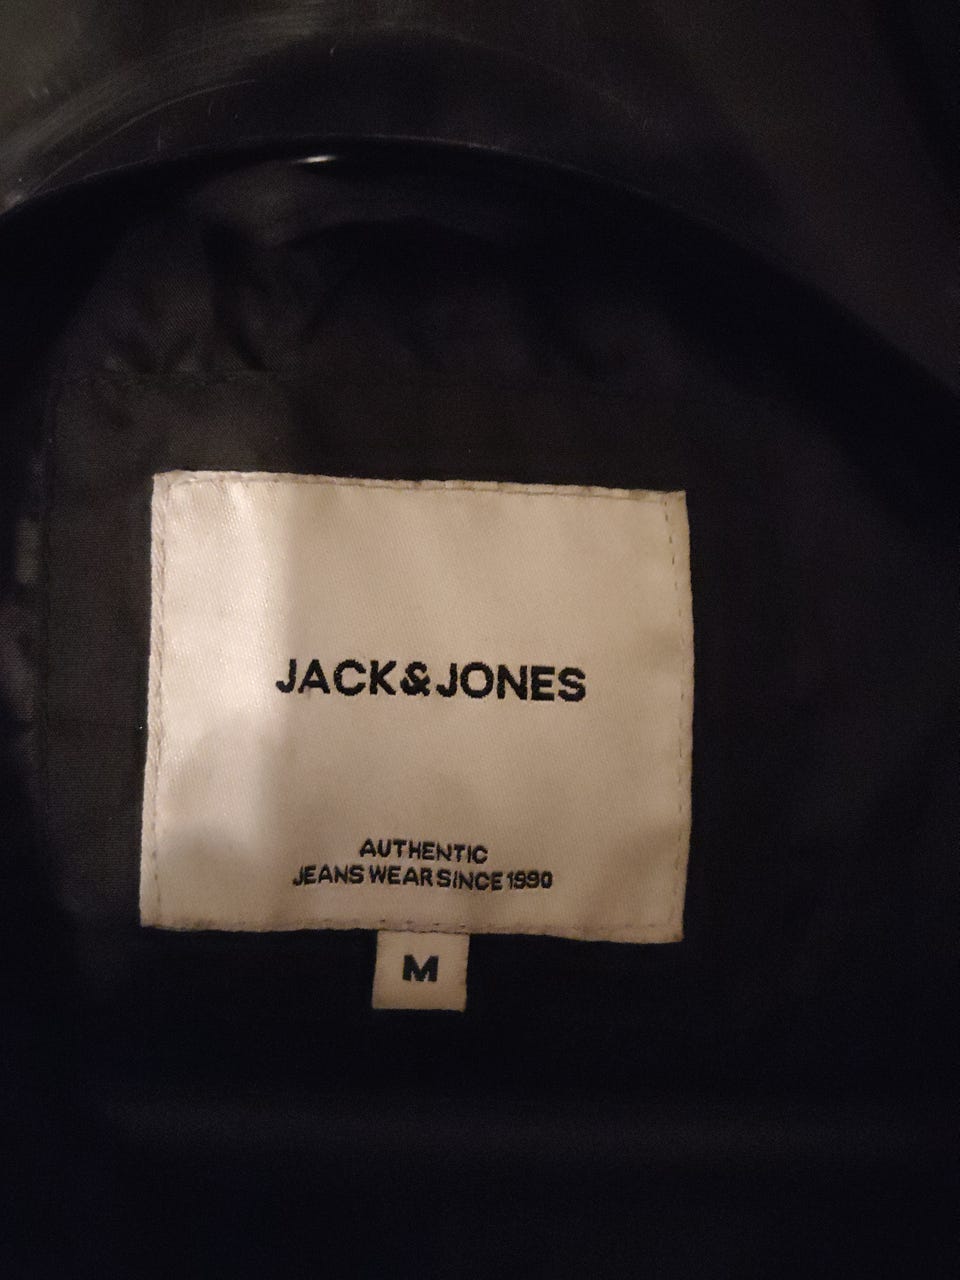 JACK&JONES
AUTHENTIC
JEANS WEAR SINCE 1990
M